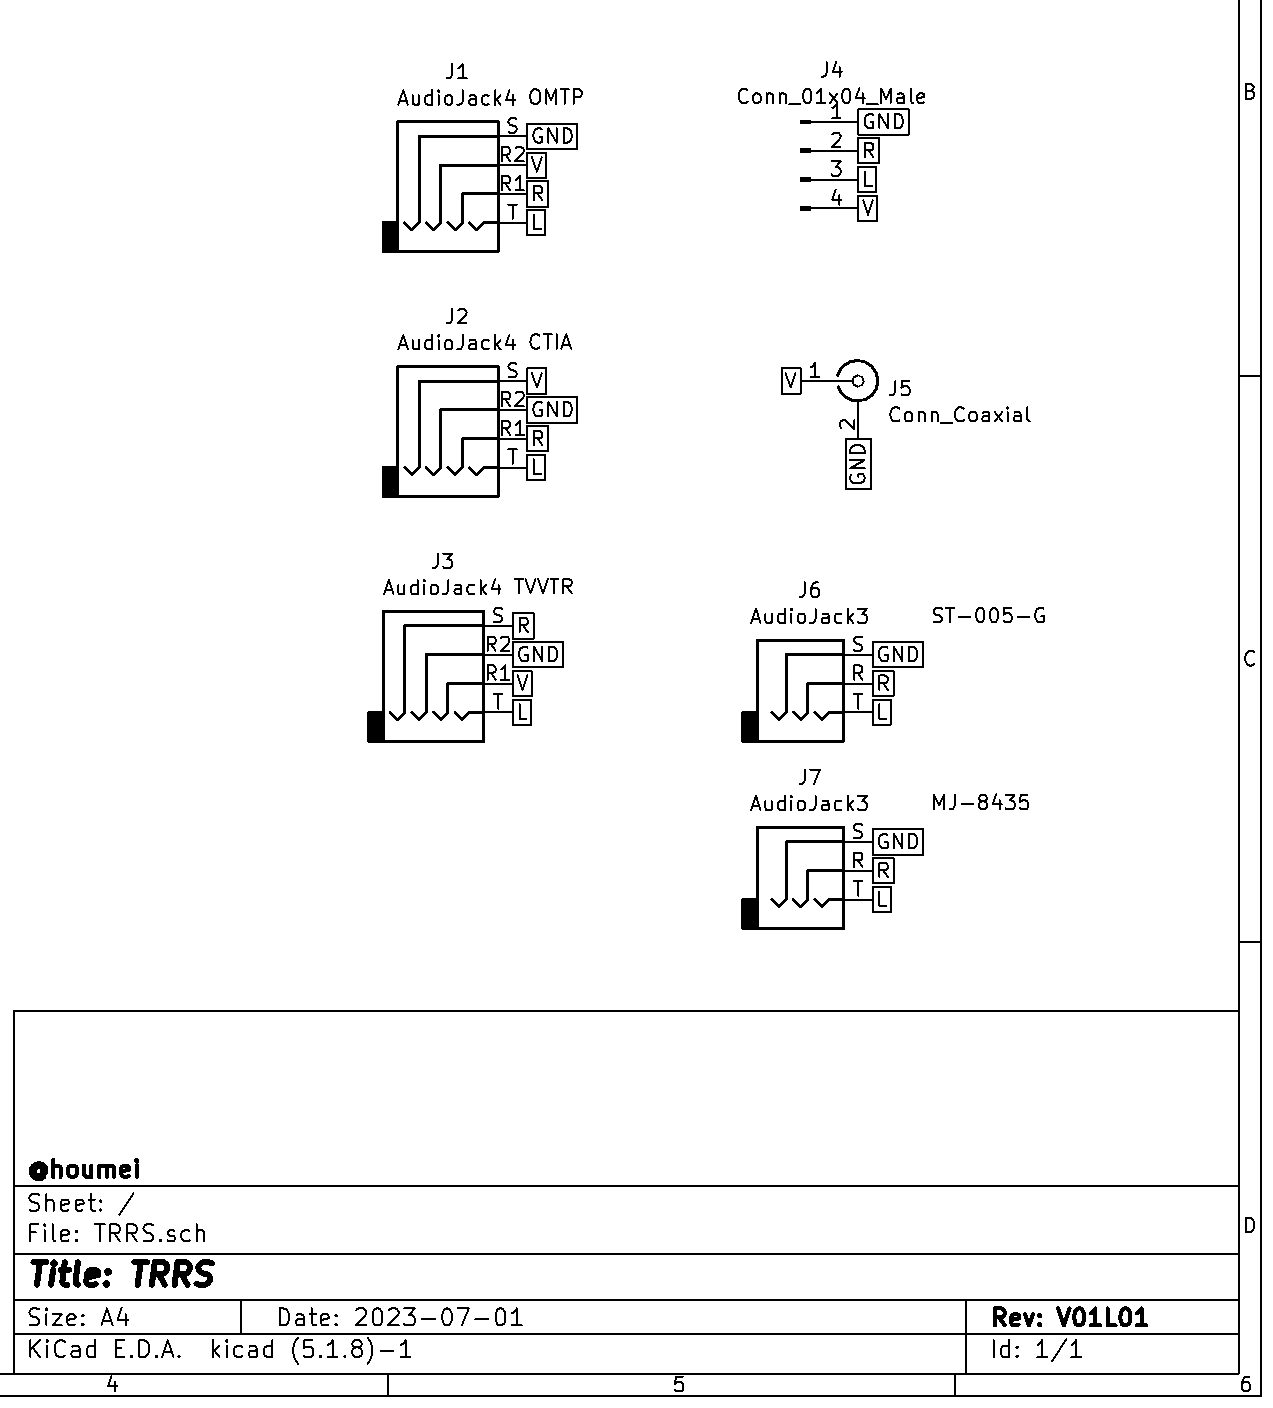 J1
AudioJack4 OMTP
S GND
R2 V
R1 R
T L
J4
Conn_01x04_Male
1 GND
2 R
3 L
4 V
B
J2
AudioJack4 CTIA
S V
R2 GND
R1 R
T L
V 1
J5
Conn_Coaxial
2
GND
J3
AudioJack4 TVVTR
S R
R2 GND
R1 V
T L
J6
AudioJack3 ST-005-G
S GND
R R
T L
C
J7
AudioJack3 MJ-8435
S GND
R R
T L
@houmei
Sheet: /
File: TRRS.sch
D
Title: TRRS
Size: A4 Date: 2023-07-01 Rev: V01L01
KiCad E.D.A. kicad (5.1.8)-1 Id: 1/1
4 5 6